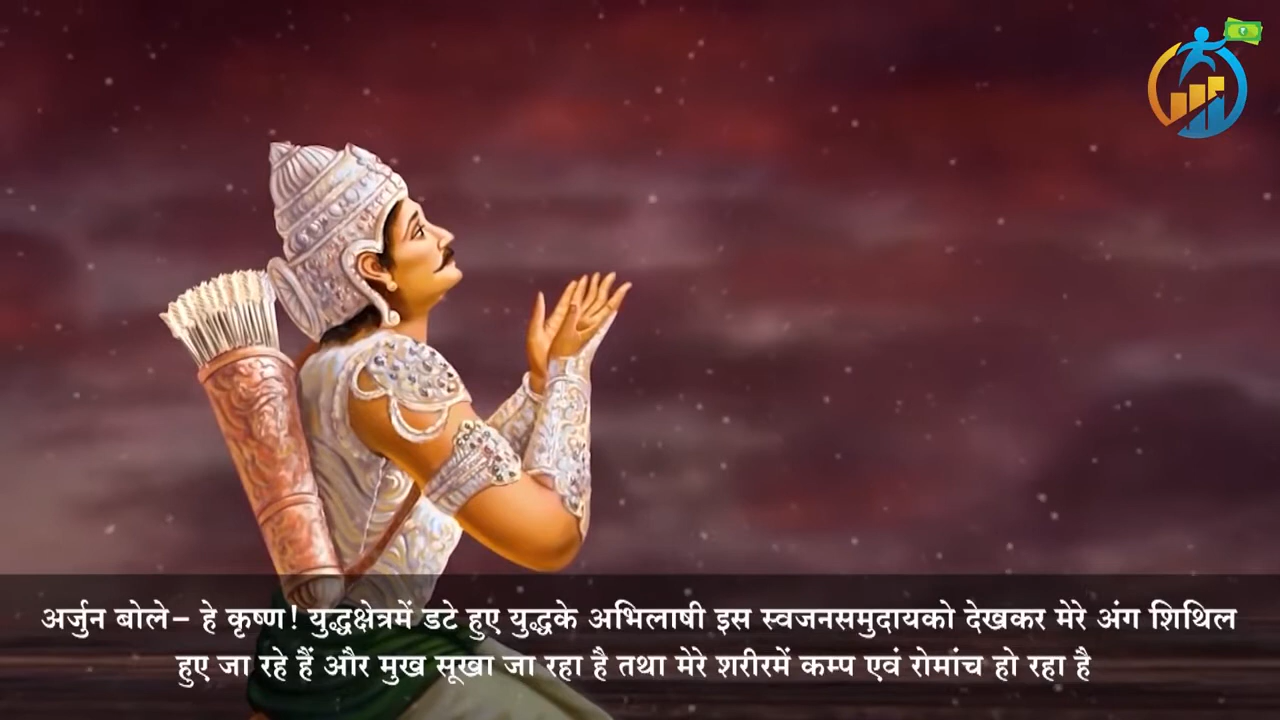 अर्जुन बोले– हे कृष्ण! युद्धक्षेत्रमें डटे हुए युद्धके अभिलाषी इस स्वजनसमुदायको देखकर मेरे अंग शिथिल
हुए जा रहे हैं और मुख सूखा जा रहा है तथा मेरे शरीरमें कम्प एवं रोमांच हो रहा है